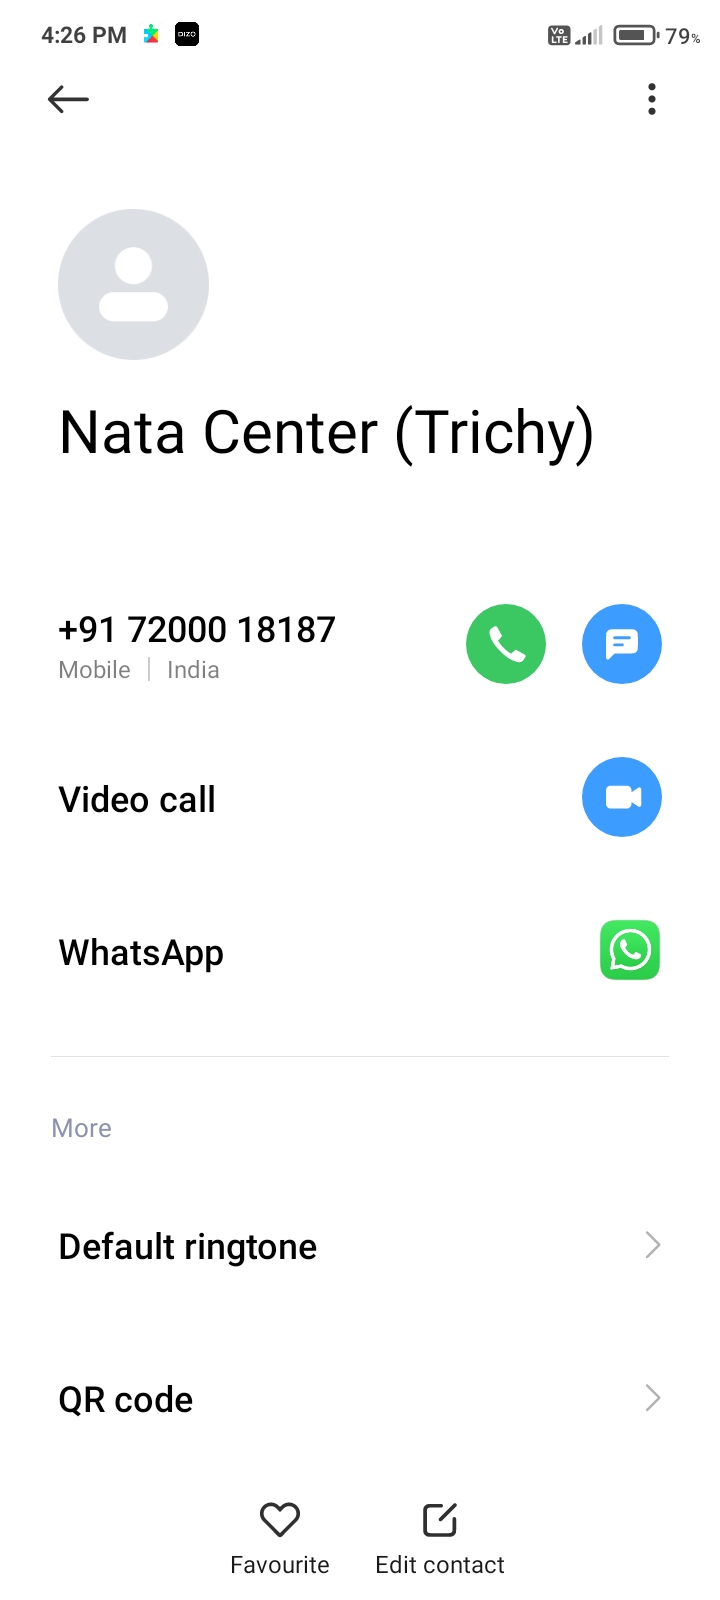 4:26 PM DIZO Vo LTE 79%
Nata Center (Trichy)
+91 72000 18187
Mobile | India
Video call
WhatsApp
More
Default ringtone
QR code
Favourite Edit contact